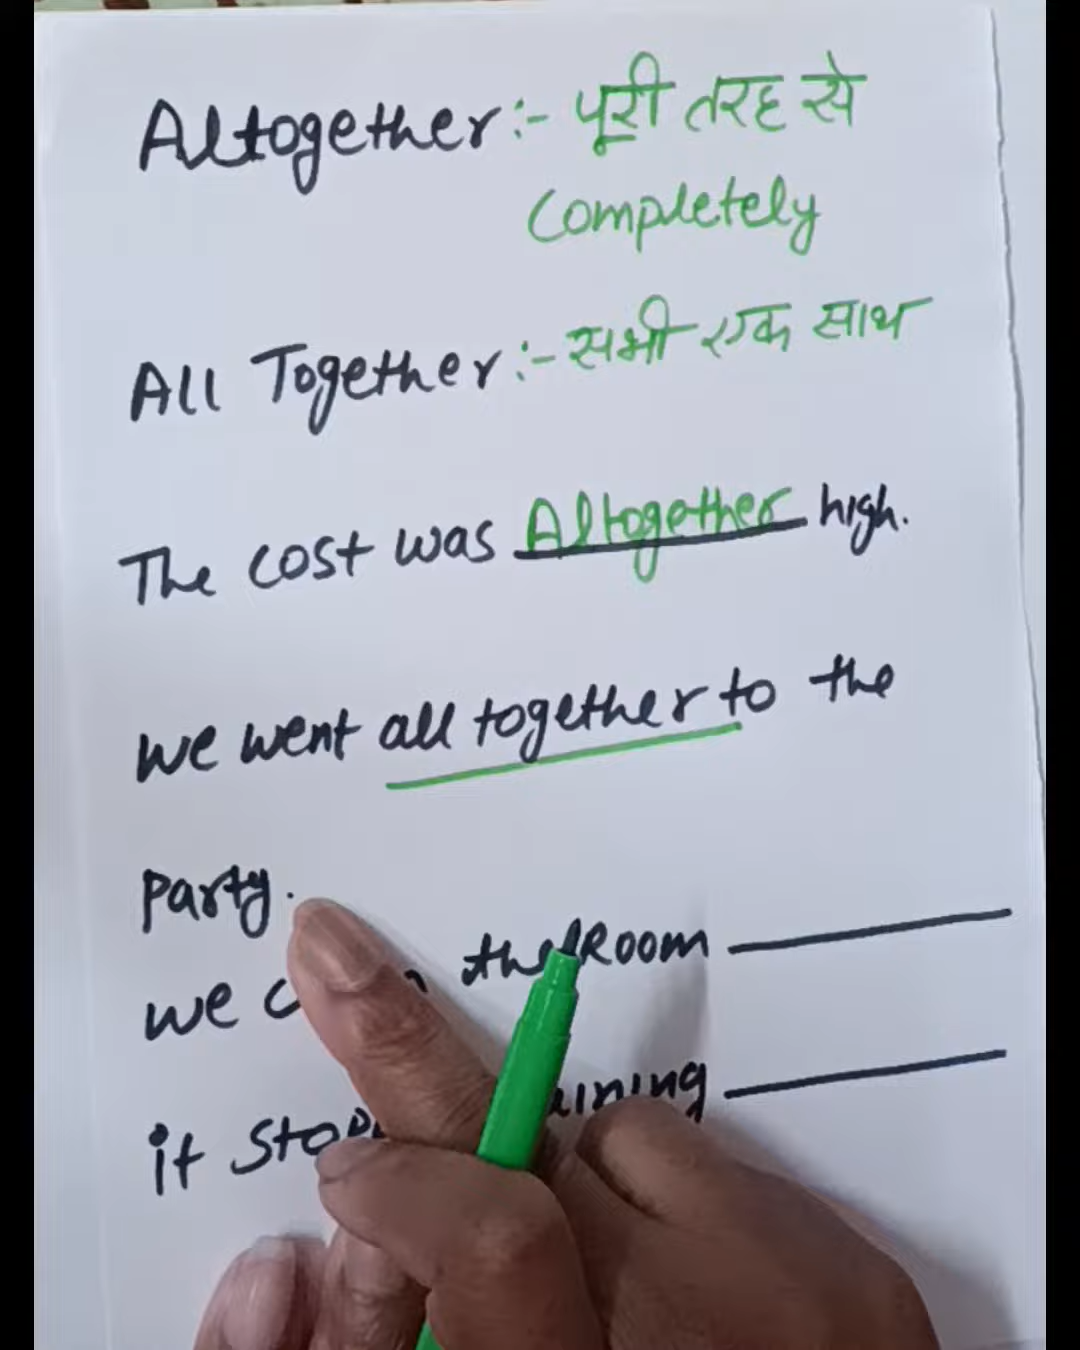 Altogether :- पूरी तरह से
Completely
All Together :- सभी एक साथ
The cost was Altogether high.
we went all together to the
party.
we the Room
it